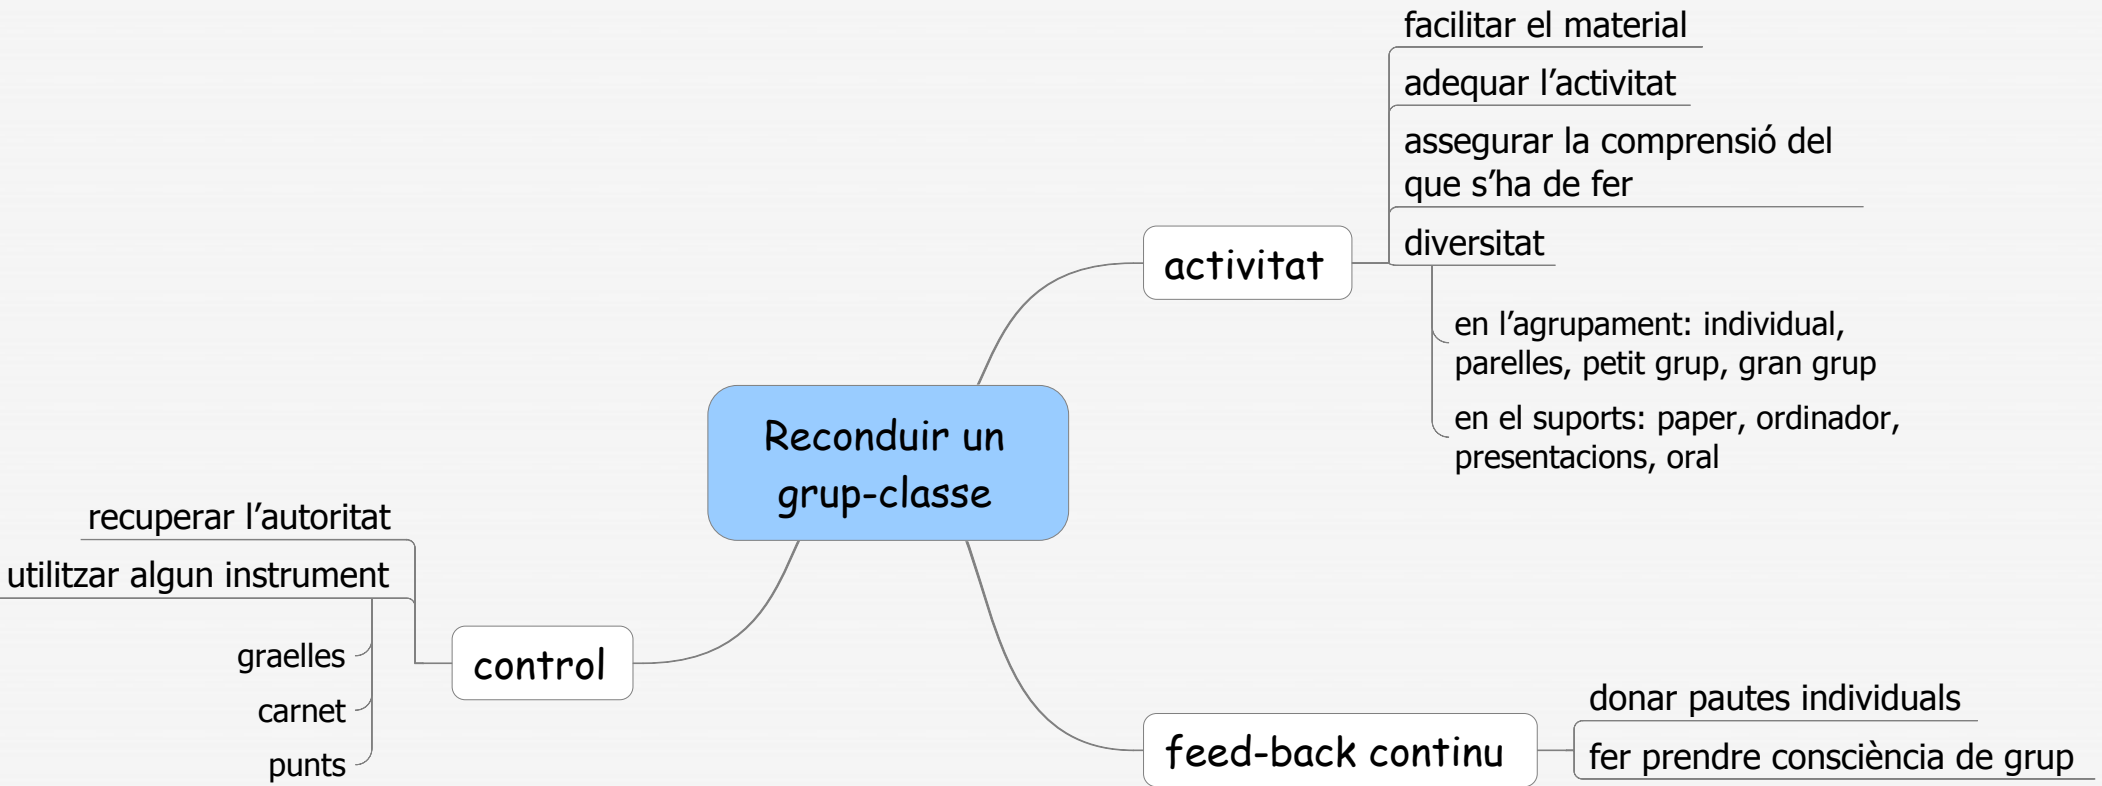 facilitar el material
adequar l’activitat
assegurar la comprensió del
que s’ha de fer
diversitat
activitat
en l’agrupament: individual,
parelles, petit grup, gran grup
en el suports: paper, ordinador,
presentacions, oral
Reconduir un
grup-classe
recuperar l’autoritat
utilitzar algun instrument
graelles
carnet
punts
control
feed-back continu
donar pautes individuals
fer prendre consciència de grup